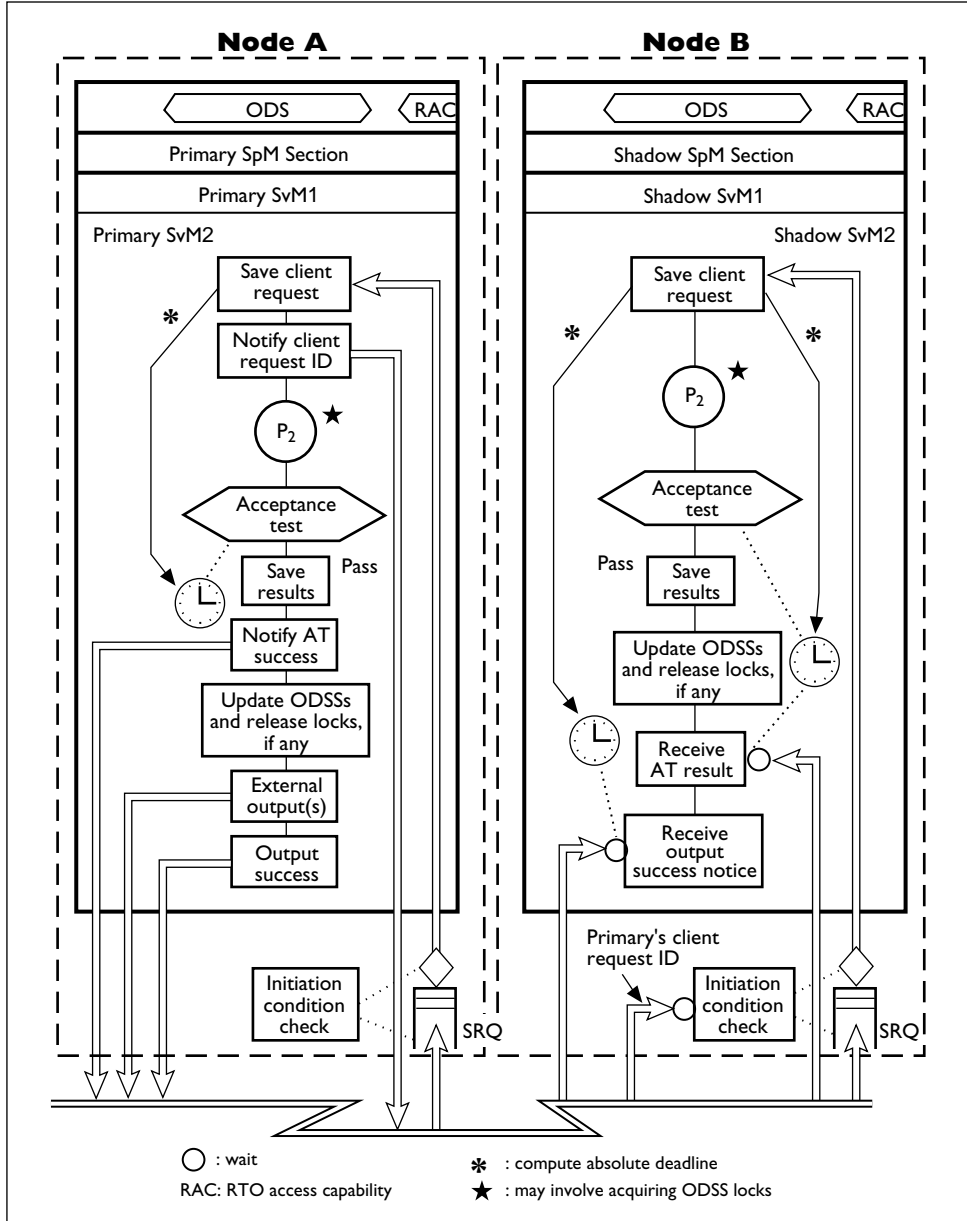 Node A
Node B
ODS
RAC
Primary SpM Section
Primary SvM1
Primary SvM2
Save client
request
*
Notify client
request ID
P2
★
Acceptance
test
Pass
Save
results
Notify AT
success
Update ODSSs
and release locks,
if any
External
output(s)
Output
success
Initiation
condition
check
SRQ
ODS
RAC
Shadow SpM Section
Shadow SvM1
Shadow SvM2
Save client
request
*
*
P2
★
Acceptance
test
Pass
Save
results
Update ODSSs
and release locks,
if any
Receive
AT result
Receive
output
success notice
Primary's client
request ID
Initiation
condition
check
SRQ
: wait
* : compute absolute deadline
RAC: RTO access capability
★ : may involve acquiring ODSS locks